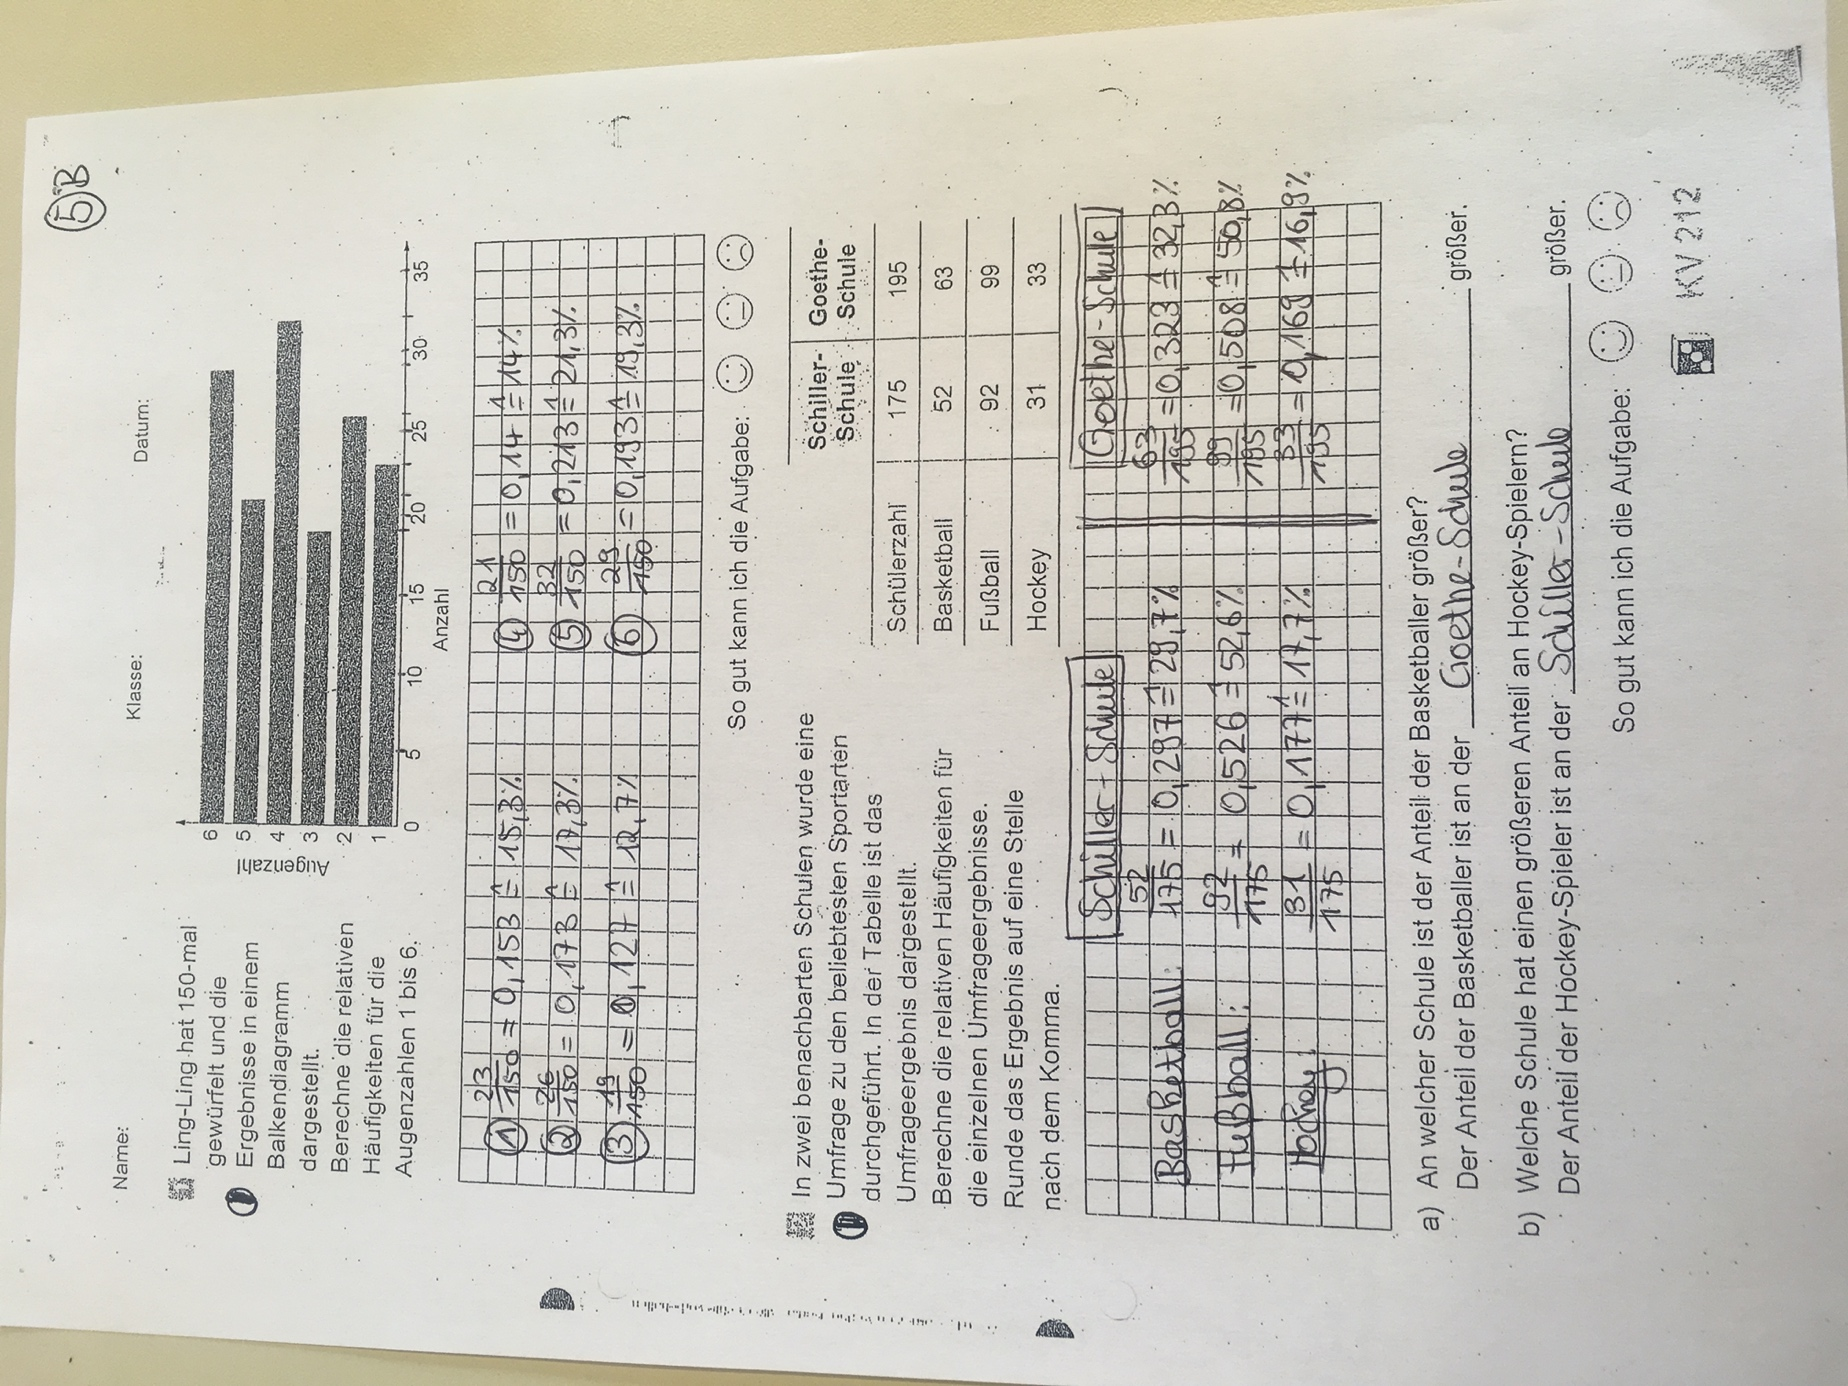 5 B
Name:
Klasse:
Datum:
Ling-Ling hat 150-mal
gewürfelt und die
Ergebnisse in einem
Balkendiagramm
dargestellt.
Berechne die relativen
Häufigkeiten für die
Augenzahlen 1 bis 6.
Augenzahl
6
5
4
3
2
1
0 5 10 15 20 25 30 35
Anzahl
① 23/150 = 0,153 ≙ 15,3%
② 26/150 = 0,173 ≙ 17,3%
③ 19/150 = 0,127 ≙ 12,7%
④ 21/150 = 0,14 ≙ 14%
⑤ 32/150 = 0,213 ≙ 21,3%
⑥ 29/150 = 0,193 ≙ 19,3%
So gut kann ich die Aufgabe:
In zwei benachbarten Schulen wurde eine
Umfrage zu den beliebtesten Sportarten
durchgeführt. In der Tabelle ist das
Umfrageergebnis dargestellt.
Berechne die relativen Häufigkeiten für
die einzelnen Umfrageergebnisse.
Runde das Ergebnis auf eine Stelle
nach dem Komma.
Schiller-Schule Goethe-Schule
Schülerzahl 175 195
Basketball 52 63
Fußball 92 99
Hockey 31 33
Schiller-Schule Goethe-Schule
Basketball: 52/175 = 0,297 ≙ 29,7% 63/195 = 0,323 ≙ 32,3%
Fußball: 92/175 = 0,526 ≙ 52,6% 99/195 = 0,508 ≙ 50,8%
Hockey: 31/175 = 0,177 ≙ 17,7% 33/195 = 0,169 ≙ 16,9%
a) An welcher Schule ist der Anteil der Basketballer größer?
Der Anteil der Basketballer ist an der Goethe-Schule größer.
b) Welche Schule hat einen größeren Anteil an Hockey-Spielern?
Der Anteil der Hockey-Spieler ist an der Schiller-Schule größer.
So gut kann ich die Aufgabe:
KV 212